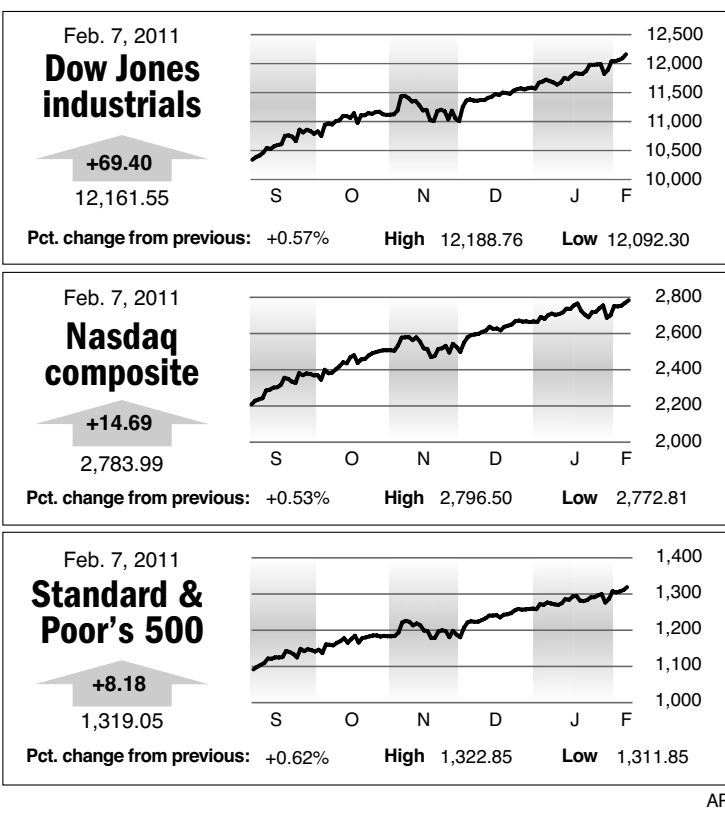 Feb. 7, 2011
Dow Jones
industrials
+69.40
12,161.55
12,500
12,000
11,500
11,000
10,500
10,000
S O N D J F
Pct. change from previous: +0.57% High 12,188.76 Low 12,092.30
Feb. 7, 2011
Nasdaq
composite
+14.69
2,783.99
2,800
2,600
2,400
2,200
2,000
S O N D J F
Pct. change from previous: +0.53% High 2,796.50 Low 2,772.81
Feb. 7, 2011
Standard &
Poor's 500
+8.18
1,319.05
1,400
1,300
1,200
1,100
1,000
S O N D J F
Pct. change from previous: +0.62% High 1,322.85 Low 1,311.85
AP